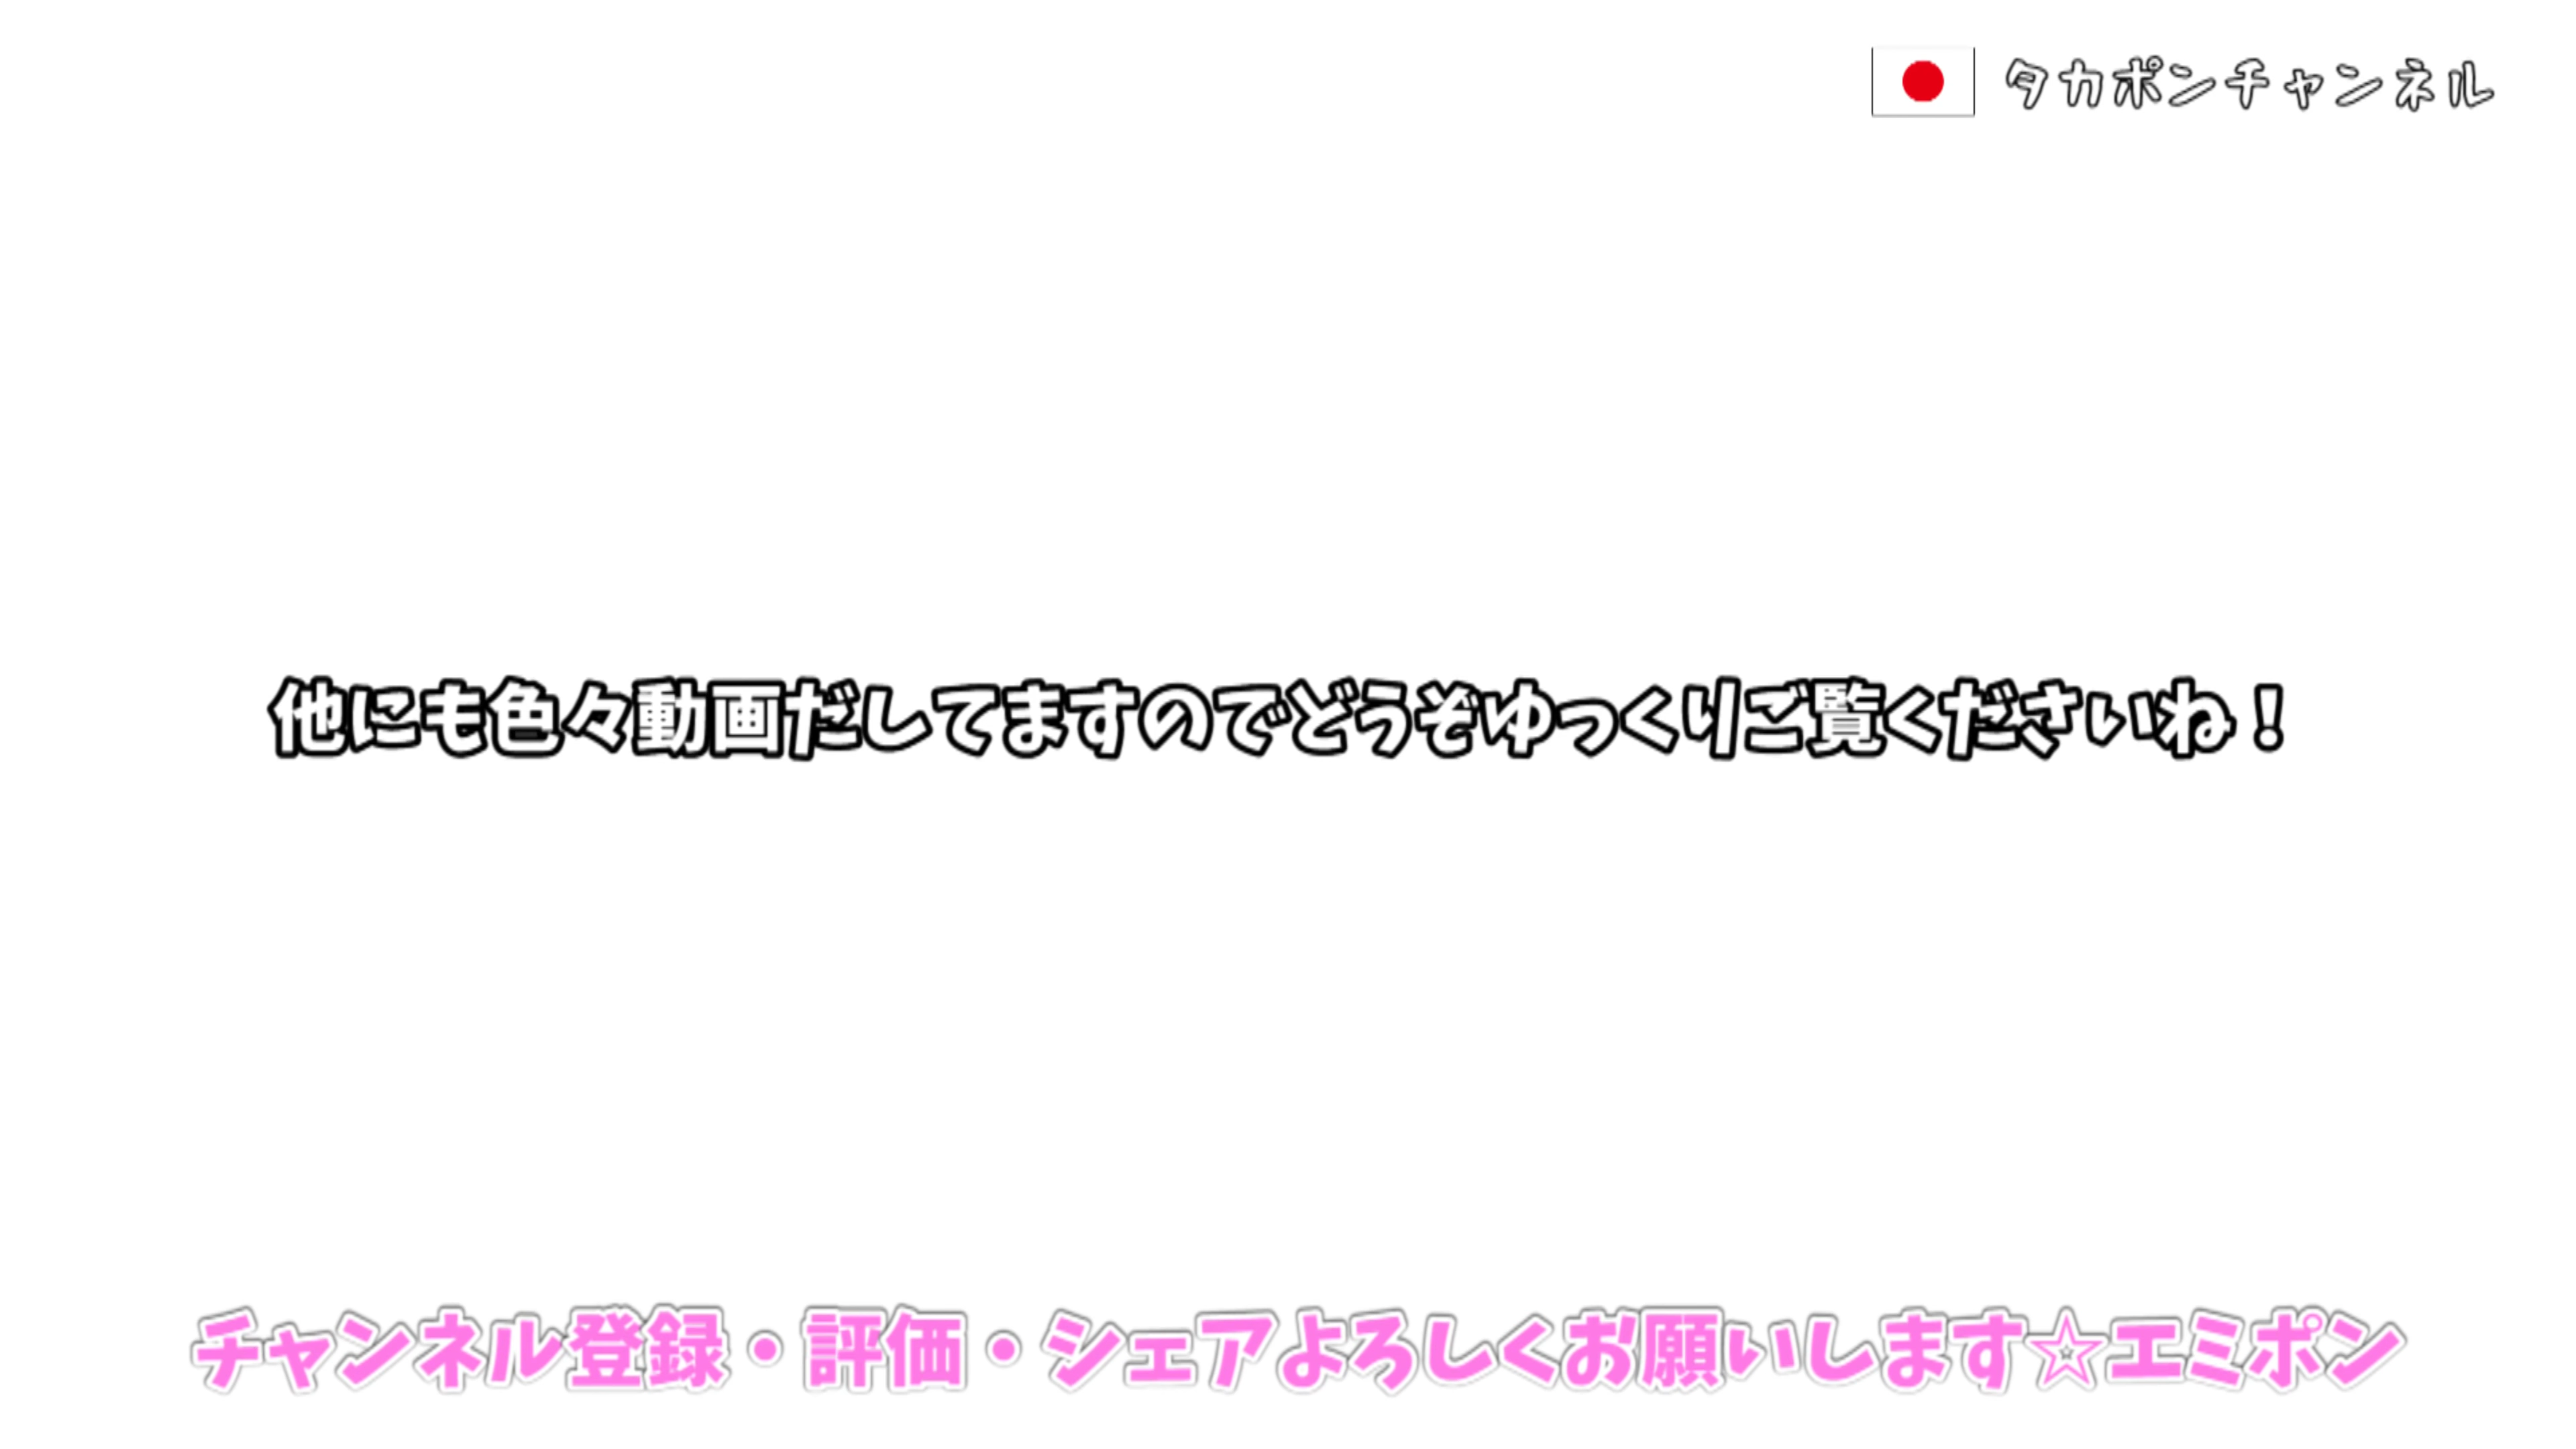 タカポンチャンネル
他にも色々動画だしてますのでどうぞゆっくりご覧くださいね！
チャンネル登録・評価・シェアよろしくお願いします☆エミポン